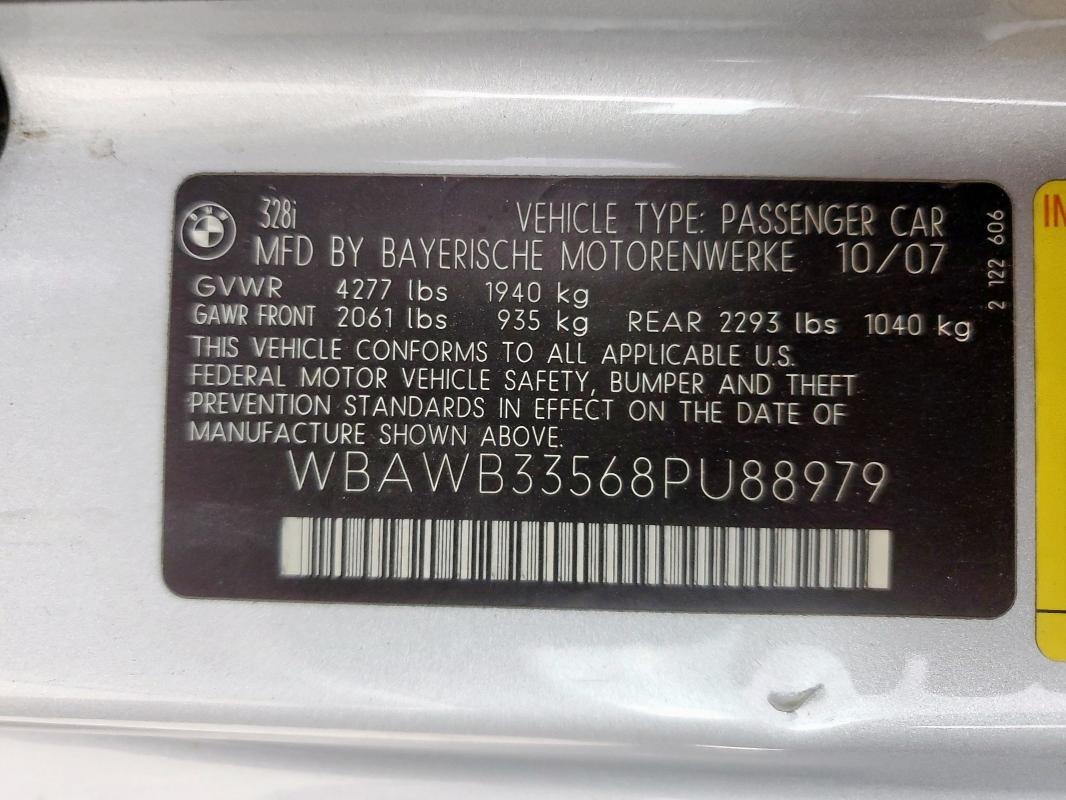 BMW
328i VEHICLE TYPE: PASSENGER CAR
MFD BY BAYERISCHE MOTORENWERKE 10/07
GVWR 4277 lbs 1940 kg
GAWR FRONT 2061 lbs 935 kg REAR 2293 lbs 1040 kg
THIS VEHICLE CONFORMS TO ALL APPLICABLE U.S.
FEDERAL MOTOR VEHICLE SAFETY, BUMPER AND THEFT
PREVENTION STANDARDS IN EFFECT ON THE DATE OF
MANUFACTURE SHOWN ABOVE.
WBAWB33568PU88979
2 122 606